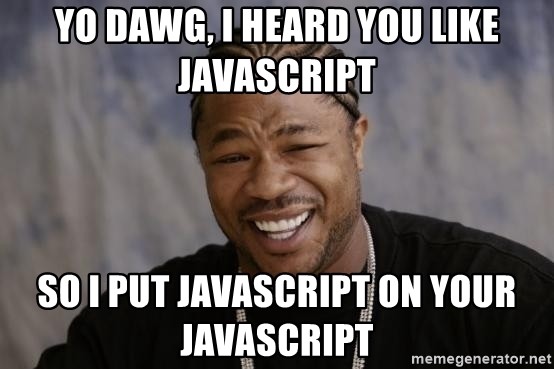 YO DAWG, I HEARD YOU LIKE
JAVASCRIPT
SO I PUT JAVASCRIPT ON YOUR
JAVASCRIPT
memegenerator.net